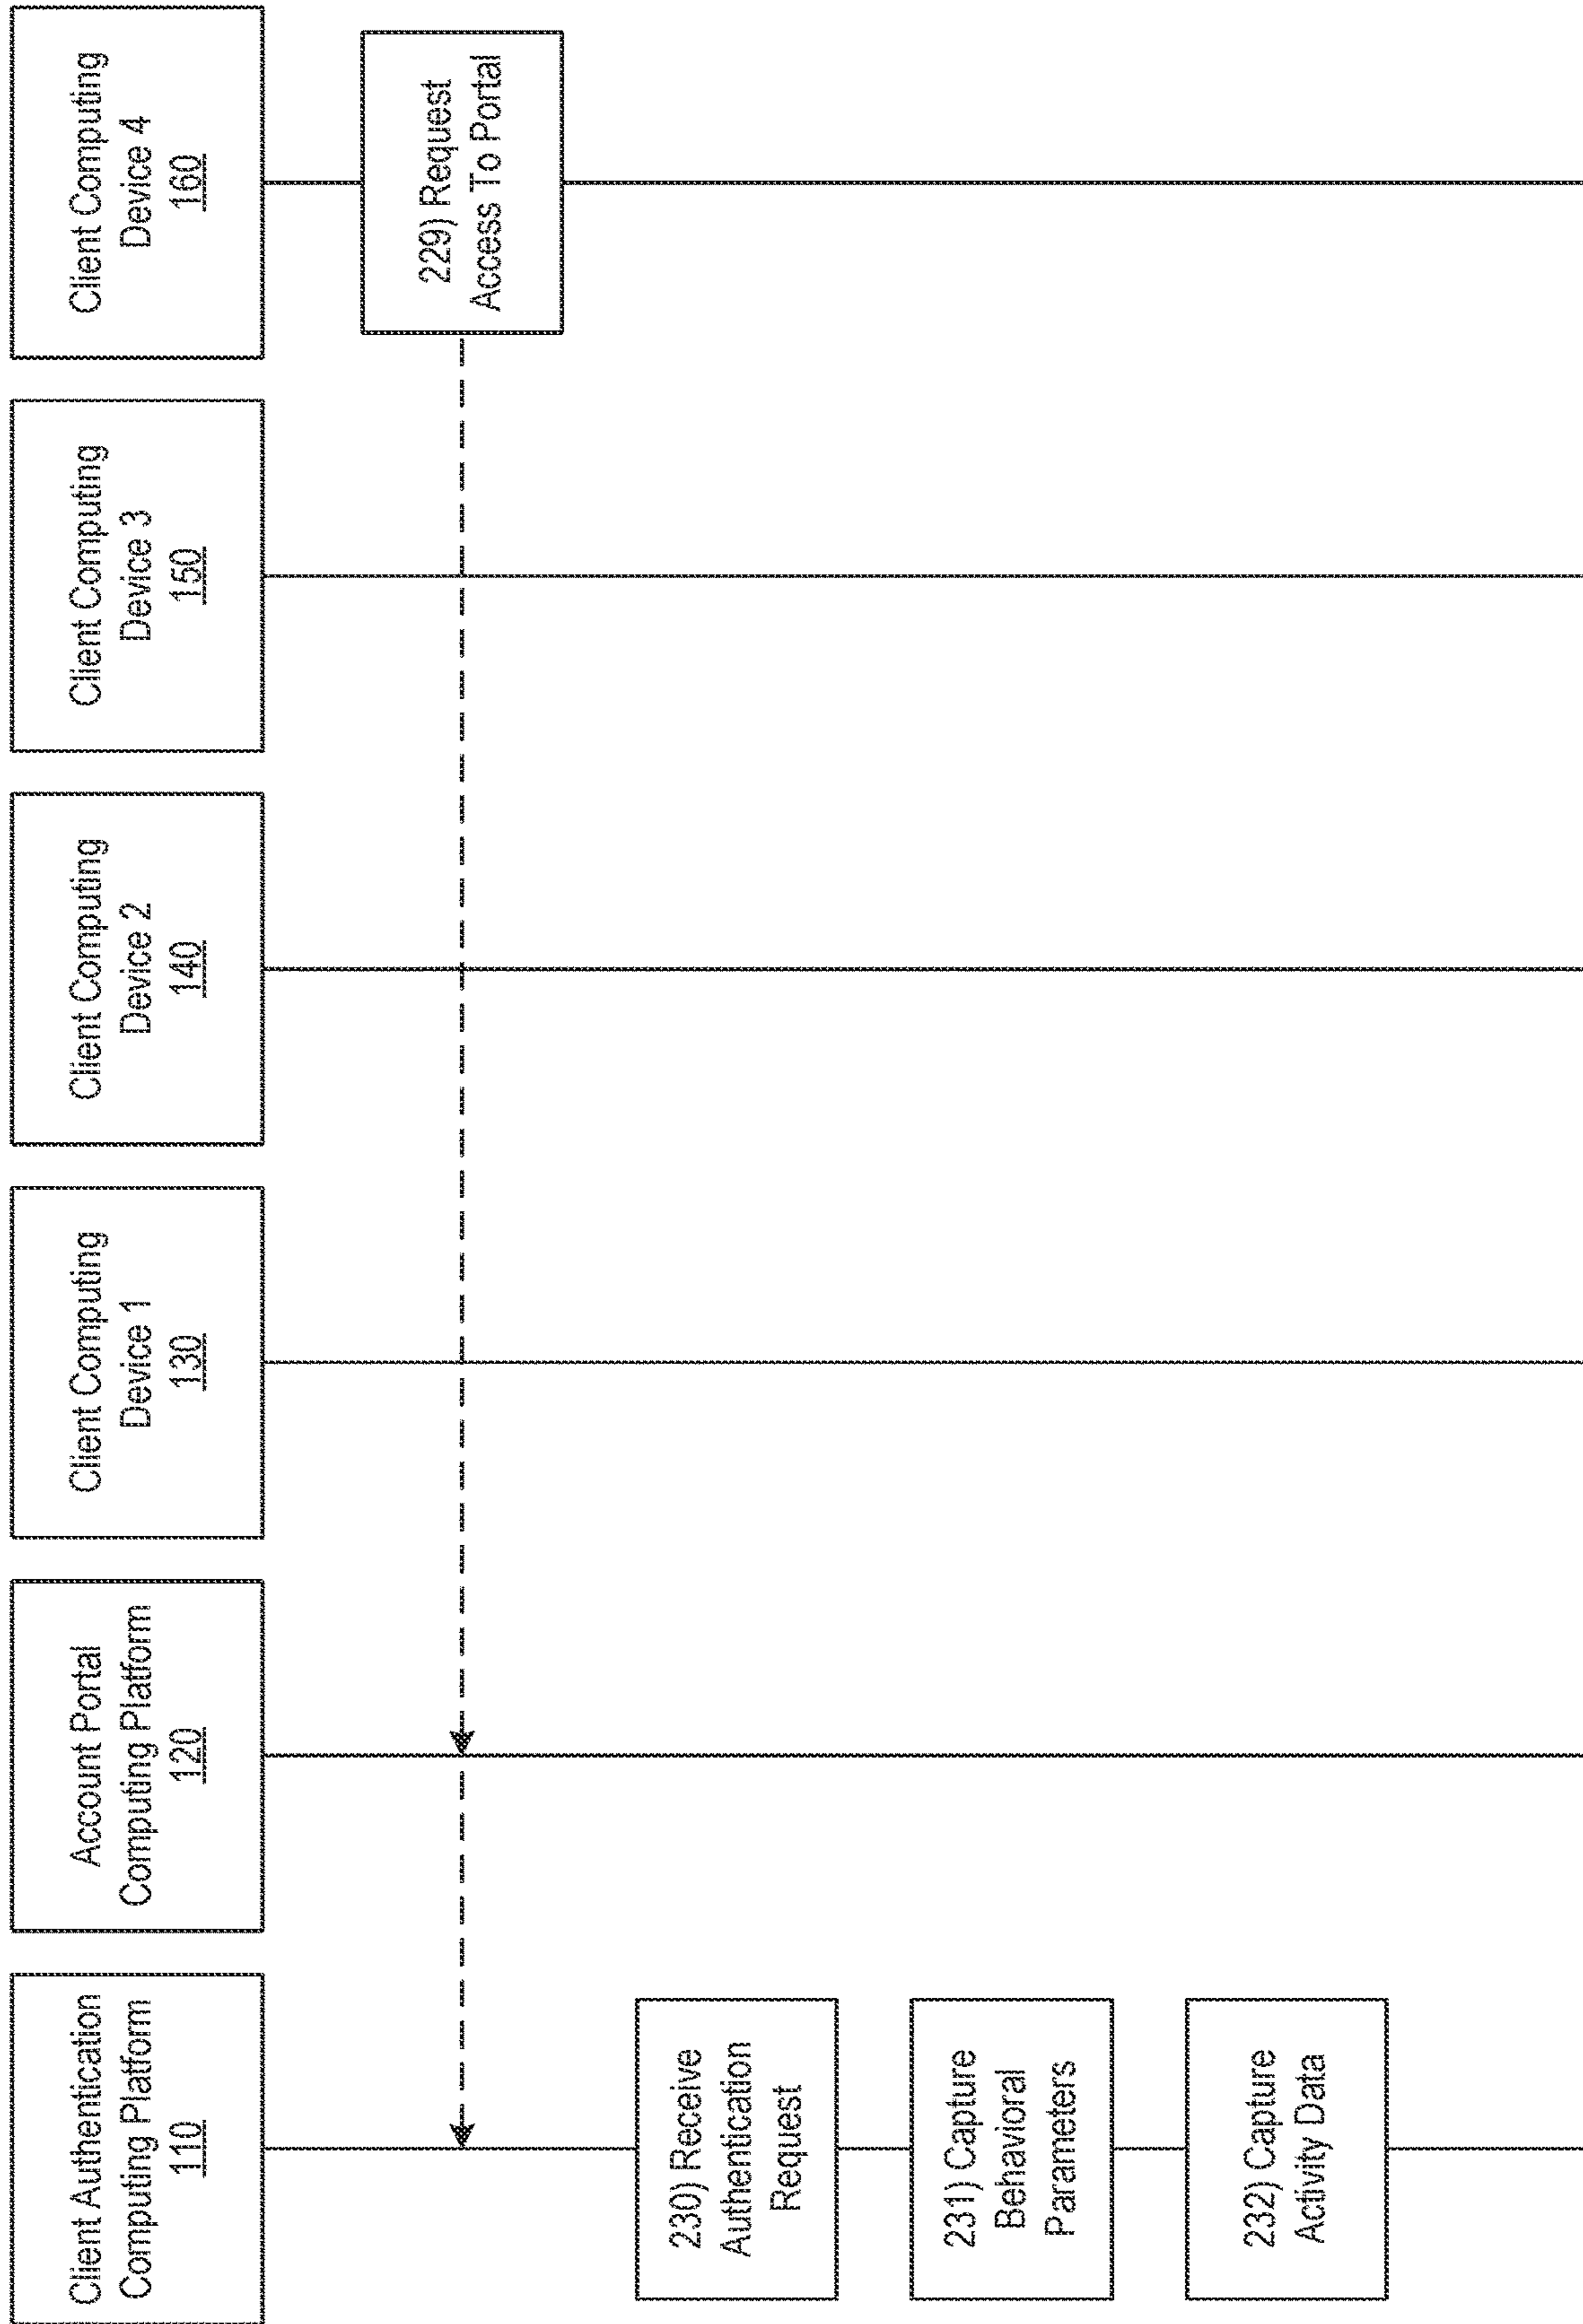 Client Authentication
Computing Platform
110
Account Portal
Computing Platform
120
Client Computing
Device 1
130
Client Computing
Device 2
140
Client Computing
Device 3
150
Client Computing
Device 4
160
229) Request
Access To Portal
230) Receive
Authentication
Request
231) Capture
Behavioral
Parameters
232) Capture
Activity Data